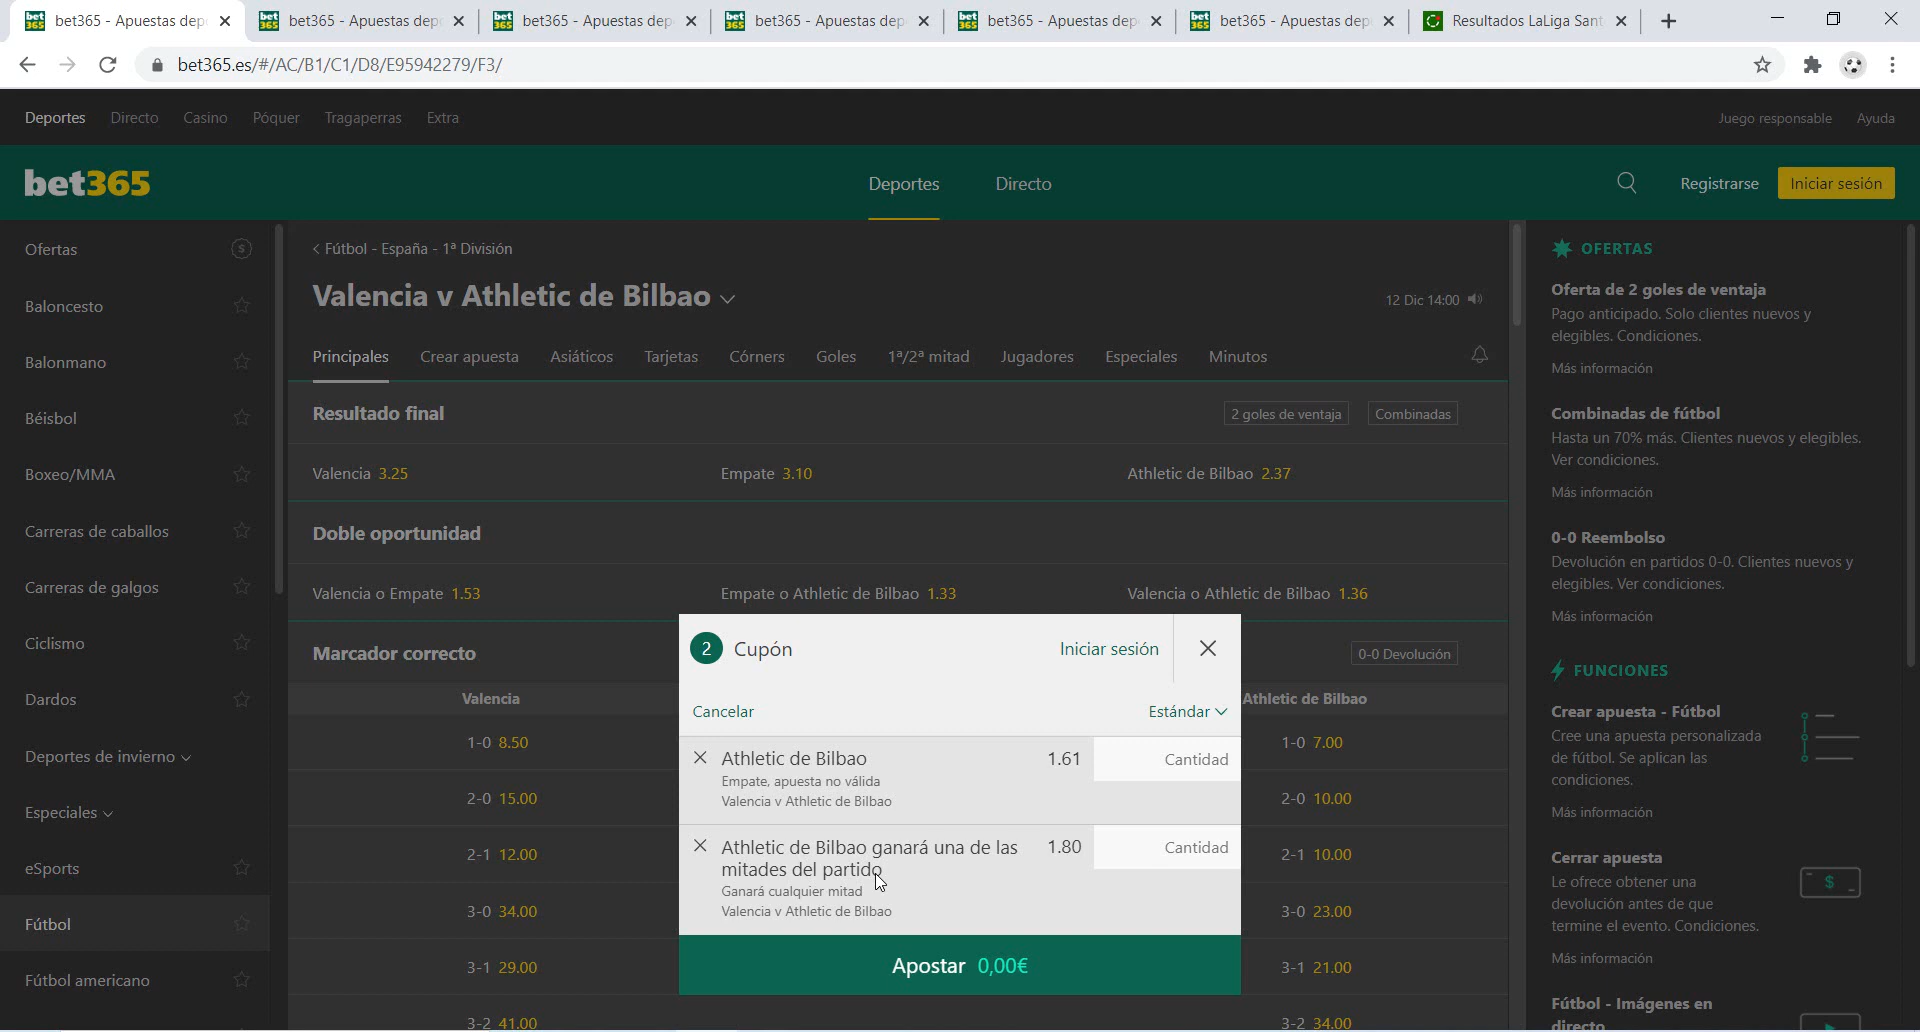 bet365 - Apuestas dep
bet365 - Apuestas dep
bet365 - Apuestas dep
bet365 - Apuestas dep
bet365 - Apuestas dep
bet365 - Apuestas dep
Resultados LaLiga Sant
bet365.es/#/AC/B1/C1/D8/E95942279/F3/
Deportes Directo Casino Póquer Tragaperras Extra
Juego responsable Ayuda
bet365
Deportes Directo
Registrarse Iniciar sesión
Ofertas
Baloncesto
Balonmano
Béisbol
Boxeo/MMA
Carreras de caballos
Carreras de galgos
Ciclismo
Dardos
Deportes de invierno
Especiales
eSports
Fútbol
Fútbol americano
< Fútbol - España - 1ª División
Valencia v Athletic de Bilbao
12 Dic 14:00
Principales Crear apuesta Asiáticos Tarjetas Córners Goles 1ª/2ª mitad Jugadores Especiales Minutos
Resultado final
2 goles de ventaja Combinadas
Valencia 3.25 Empate 3.10 Athletic de Bilbao 2.37
Doble oportunidad
Valencia o Empate 1.53 Empate o Athletic de Bilbao 1.33 Valencia o Athletic de Bilbao 1.36
Marcador correcto
0-0 Devolución
Valencia Athletic de Bilbao
1-0 8.50 1-0 7.00
2-0 15.00 2-0 10.00
2-1 12.00 2-1 10.00
3-0 34.00 3-0 23.00
3-1 29.00 3-1 21.00
3-2 41.00 3-2 34.00
2 Cupón Iniciar sesión
Cancelar Estándar
Athletic de Bilbao 1.61 Cantidad
Empate, apuesta no válida
Valencia v Athletic de Bilbao
Athletic de Bilbao ganará una de las 1.80 Cantidad
mitades del partido
Ganará cualquier mitad
Valencia v Athletic de Bilbao
Apostar 0,00€
OFERTAS
Oferta de 2 goles de ventaja
Pago anticipado. Solo clientes nuevos y
elegibles. Condiciones.
Más información
Combinadas de fútbol
Hasta un 70% más. Clientes nuevos y elegibles.
Ver condiciones.
Más información
0-0 Reembolso
Devolución en partidos 0-0. Clientes nuevos y
elegibles. Ver condiciones.
Más información
FUNCIONES
Crear apuesta - Fútbol
Cree una apuesta personalizada
de fútbol. Se aplican las
condiciones.
Más información
Cerrar apuesta
Le ofrece obtener una
devolución antes de que
termine el evento. Condiciones.
Más información
Fútbol - Imágenes en
directo